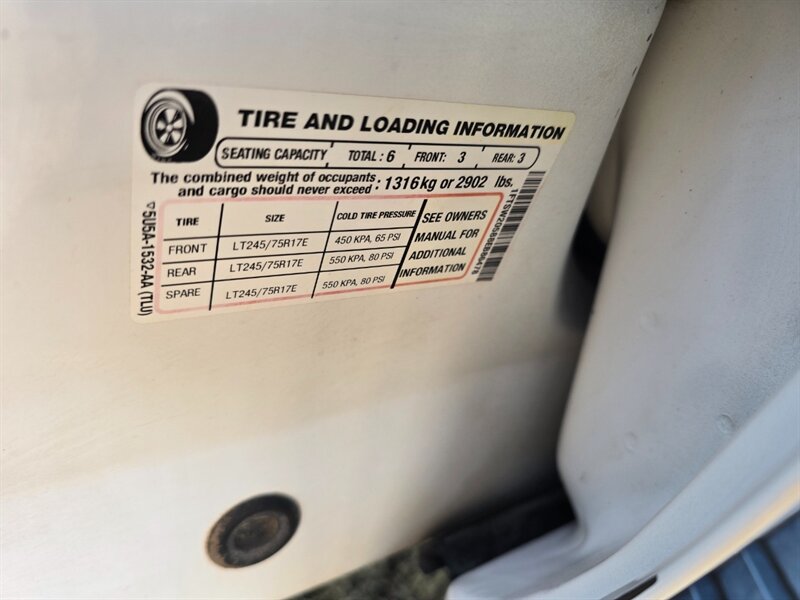 TIRE AND LOADING INFORMATION
SEATING CAPACITY TOTAL : 6 FRONT: 3 REAR: 3
The combined weight of occupants
and cargo should never exceed : 1316kg or 2902 lbs.
TIRE SIZE COLD TIRE PRESSURE
FRONT LT245/75R17E 450 KPA, 65 PSI
REAR LT245/75R17E 550 KPA, 80 PSI
SPARE LT245/75R17E 550 KPA, 80 PSI
SEE OWNERS
MANUAL FOR
ADDITIONAL
INFORMATION
5U5A-1532-AA (TLU)